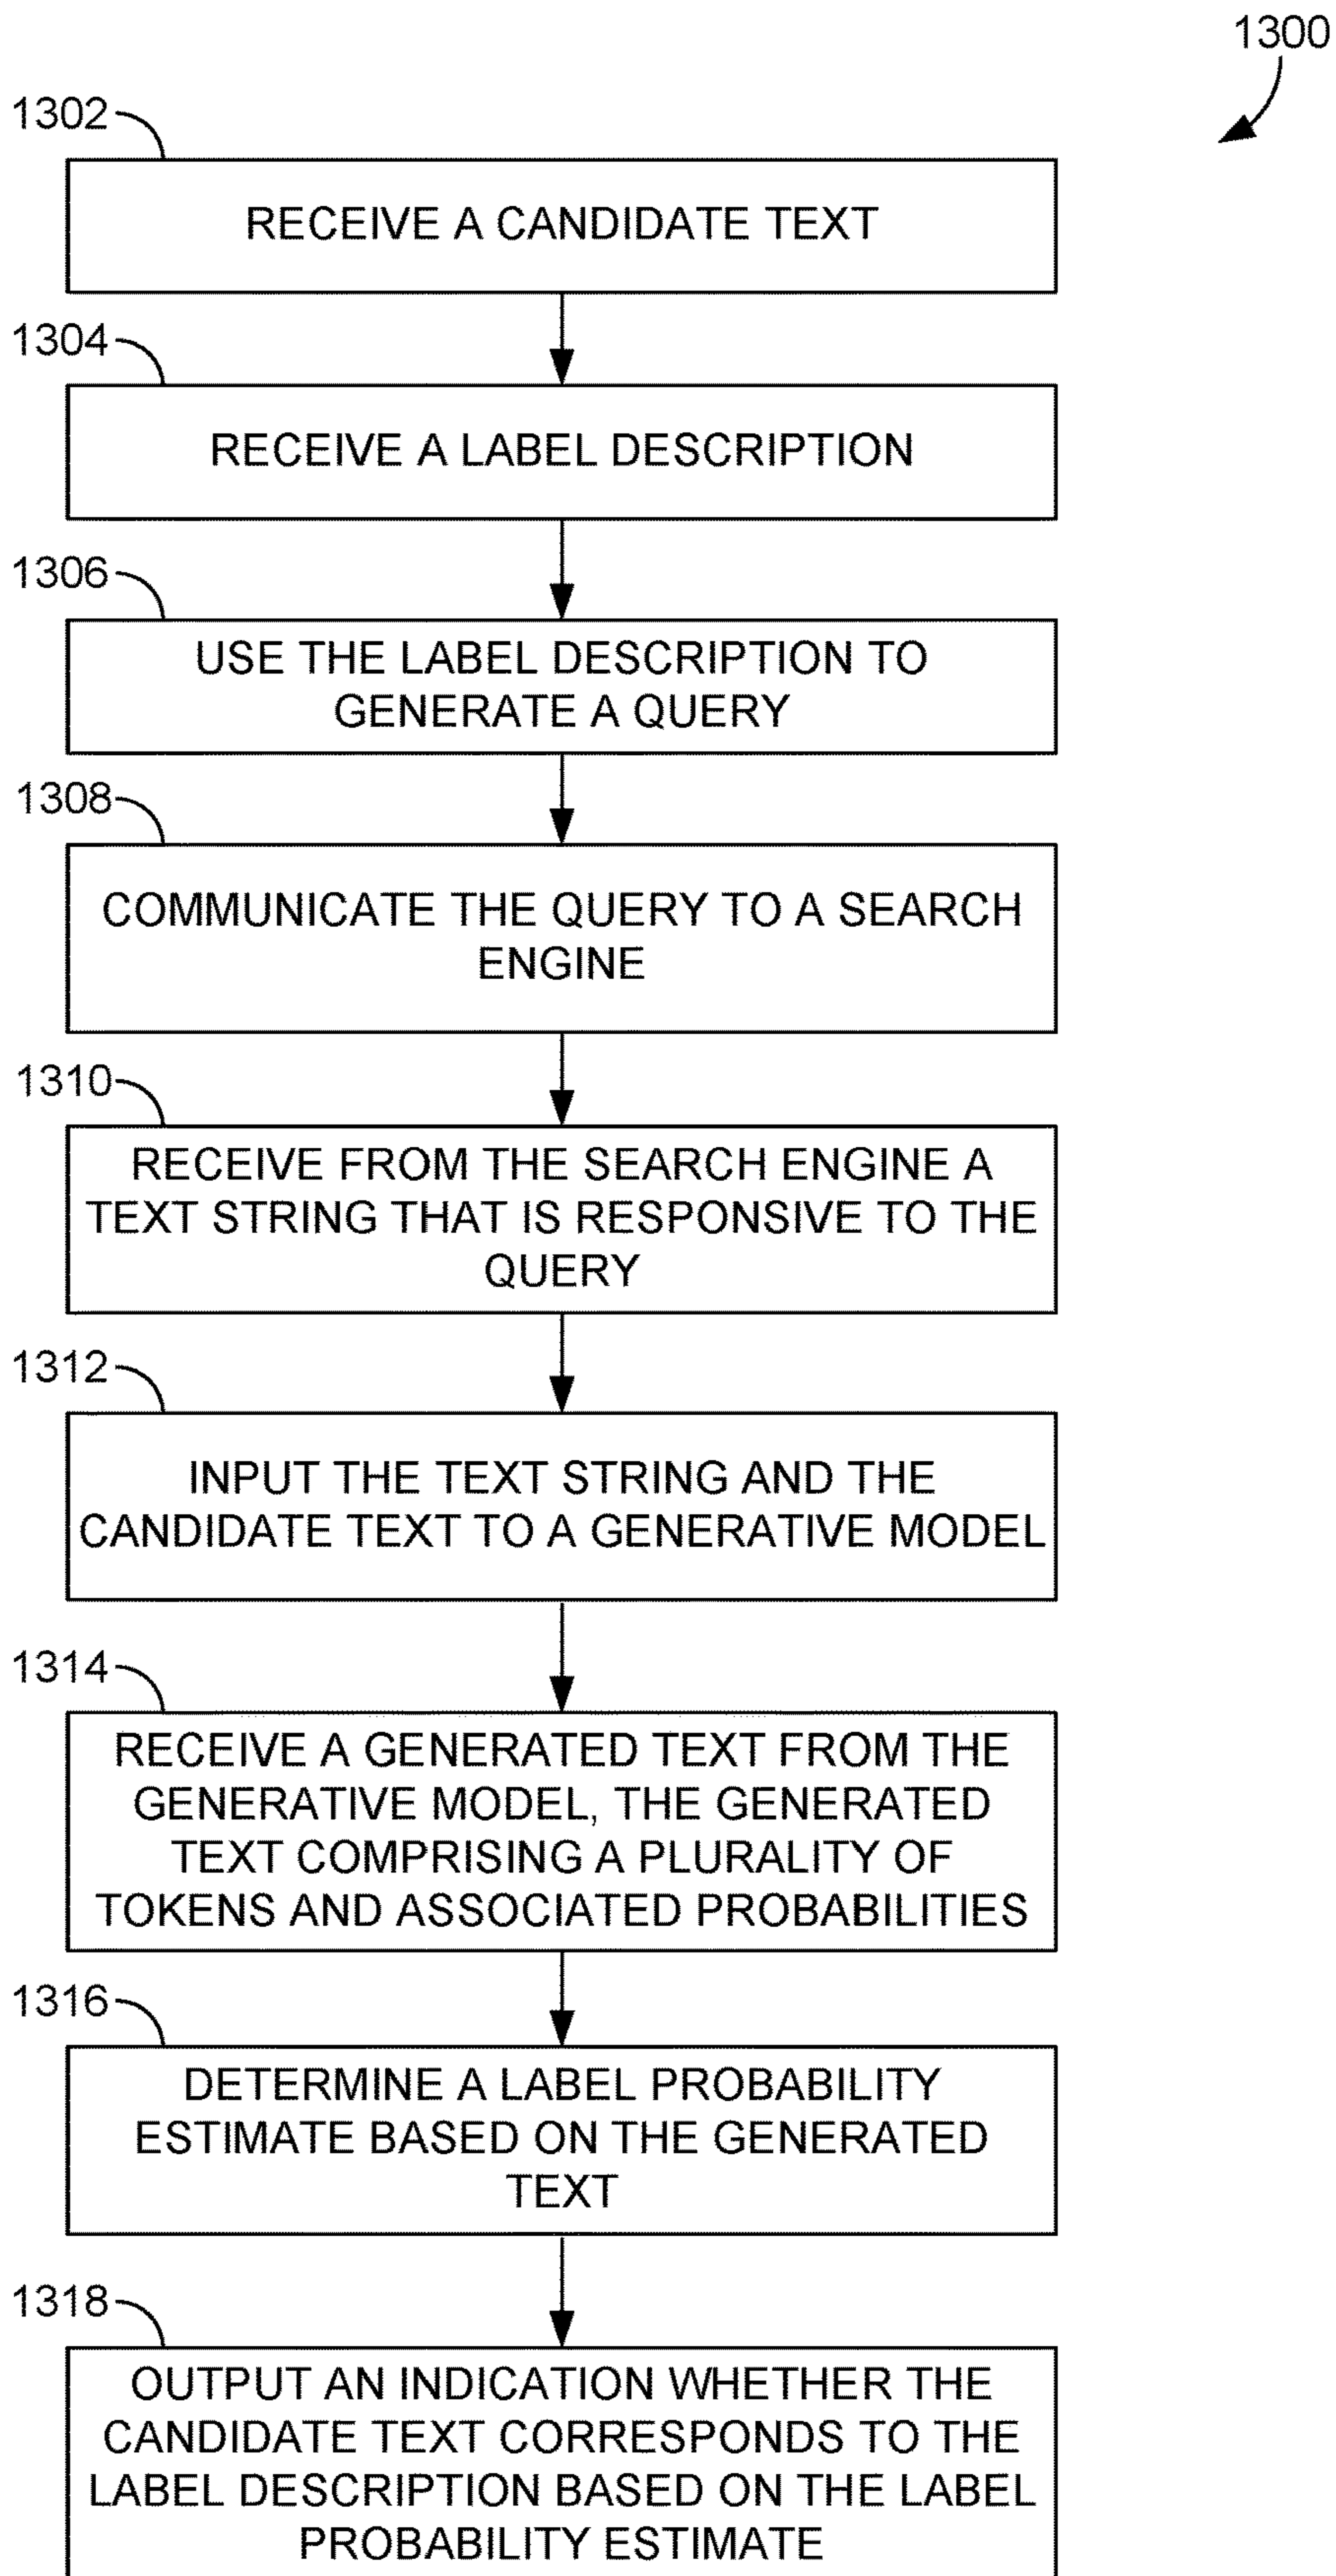 1300
1302
RECEIVE A CANDIDATE TEXT
1304
RECEIVE A LABEL DESCRIPTION
1306
USE THE LABEL DESCRIPTION TO
GENERATE A QUERY
1308
COMMUNICATE THE QUERY TO A SEARCH
ENGINE
1310
RECEIVE FROM THE SEARCH ENGINE A
TEXT STRING THAT IS RESPONSIVE TO THE
QUERY
1312
INPUT THE TEXT STRING AND THE
CANDIDATE TEXT TO A GENERATIVE MODEL
1314
RECEIVE A GENERATED TEXT FROM THE
GENERATIVE MODEL, THE GENERATED
TEXT COMPRISING A PLURALITY OF
TOKENS AND ASSOCIATED PROBABILITIES
1316
DETERMINE A LABEL PROBABILITY
ESTIMATE BASED ON THE GENERATED
TEXT
1318
OUTPUT AN INDICATION WHETHER THE
CANDIDATE TEXT CORRESPONDS TO THE
LABEL DESCRIPTION BASED ON THE LABEL
PROBABILITY ESTIMATE